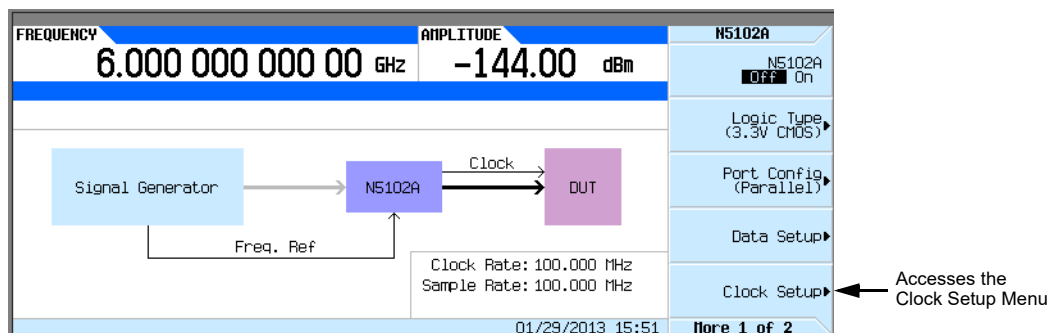 FREQUENCY
6.000 000 000 00 GHz
AMPLITUDE
-144.00 dBm
N5102A
N5102A
Off On
Logic Type
(3.3V CMOS)
Port Config
(Parallel)
Data Setup
Clock Setup
More 1 of 2
Signal Generator
N5102A
Clock
DUT
Freq. Ref
Clock Rate: 100.000 MHz
Sample Rate: 100.000 MHz
01/29/2013 15:51
Accesses the
Clock Setup Menu